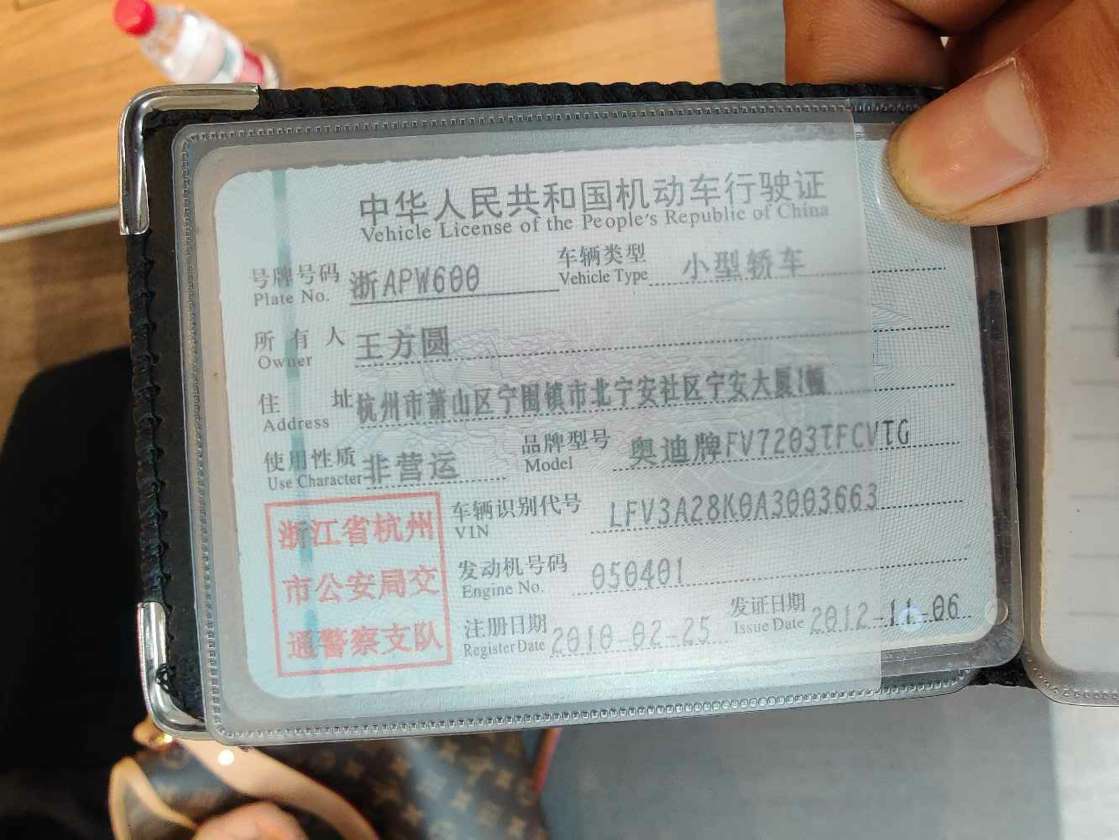 中华人民共和国机动车行驶证
Vehicle License of the People's Republic of China
号牌号码 浙APW600 车辆类型 小型轿车
Plate No. Vehicle Type
所有人 王方圆
Owner
住址 杭州市萧山区宁围镇市北宁安社区宁安大厦1幢
Address
使用性质 非营运 品牌型号 奥迪牌FV7203TFCVTG
Use Character Model
浙江省杭州
市公安局交
通警察支队
车辆识别代号 LFV3A28K0A3003663
VIN
发动机号码 050401
Engine No.
注册日期 2010-02-25 发证日期 2012-11-06
Register Date Issue Date